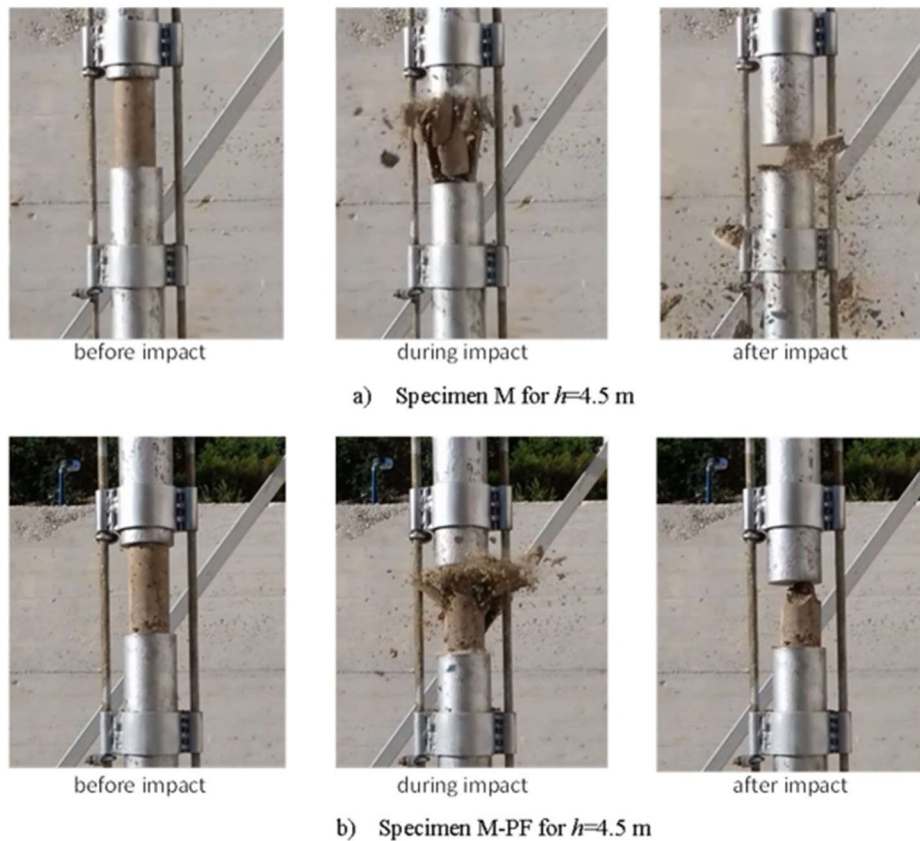 before impact
during impact
after impact
a) Specimen M for h=4.5 m
before impact
during impact
after impact
b) Specimen M-PF for h=4.5 m